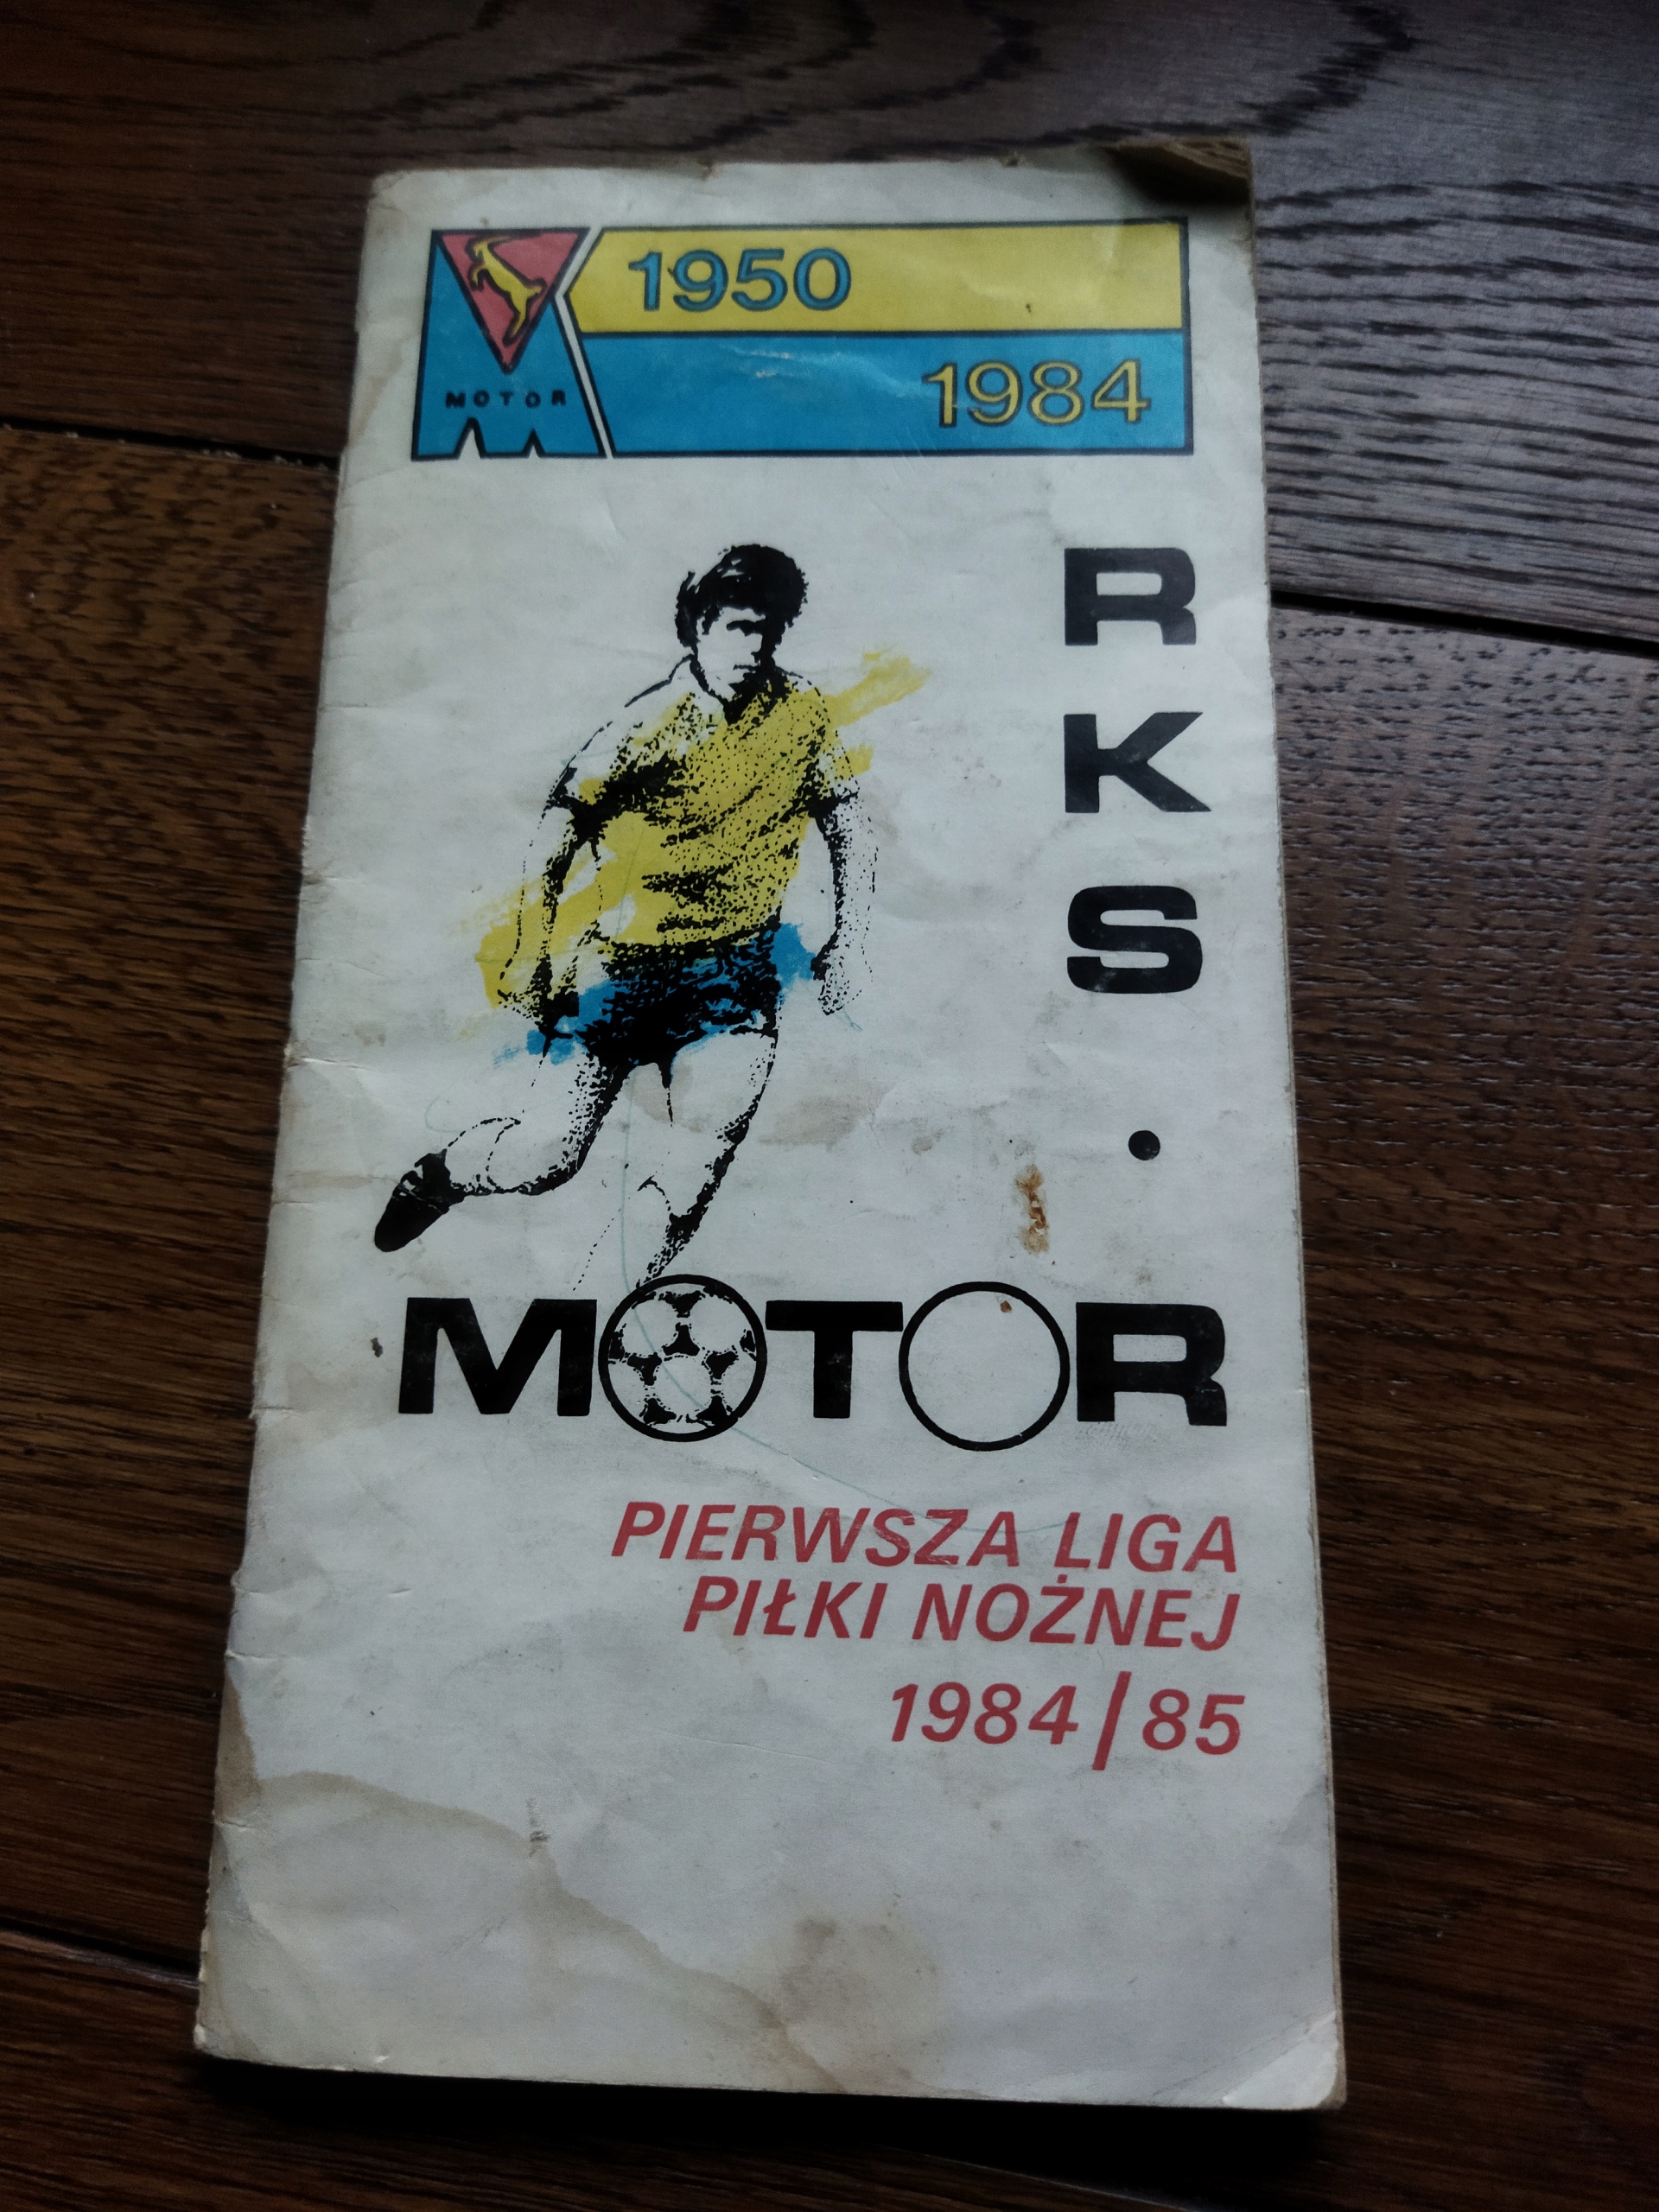 1950
1984
MOTOR
R
K
S
.
MOTOR
PIERWSZA LIGA
PIŁKI NOŻNEJ
1984/85